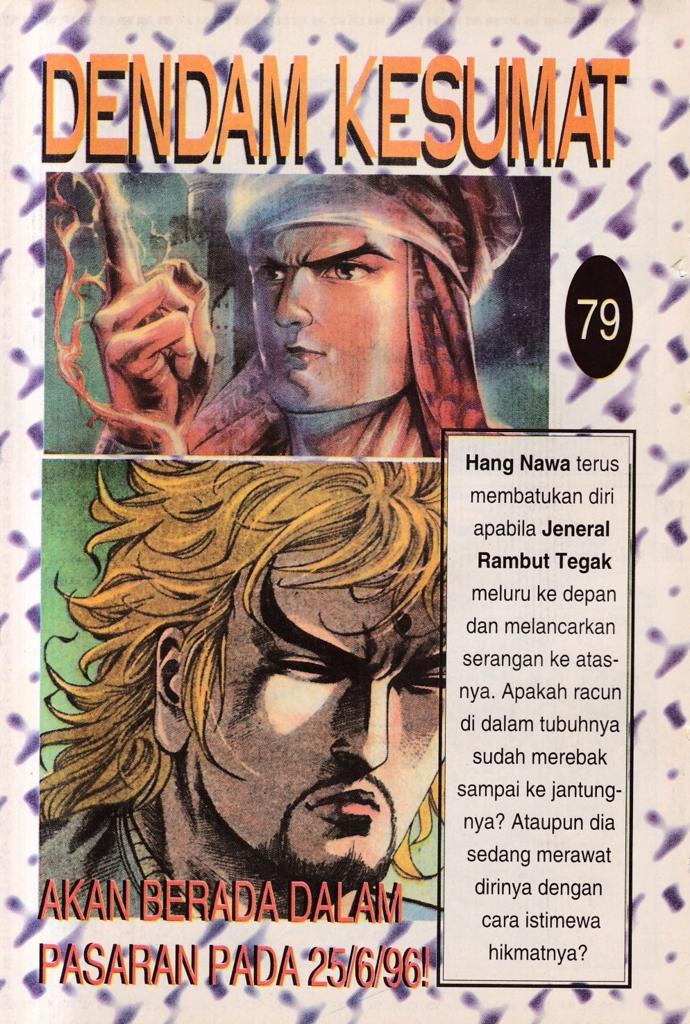 DENDAM KESUMAT
79
Hang Nawa terus
membatukan diri
apabila Jeneral
Rambut Tegak
meluru ke depan
dan melancarkan
serangan ke atas-
nya. Apakah racun
di dalam tubuhnya
sudah merebak
sampai ke jantung-
nya? Ataupun dia
sedang merawat
dirinya dengan
cara istimewa
hikmatnya?
AKAN BERADA DALAM
PASARAN PADA 25/6/96!